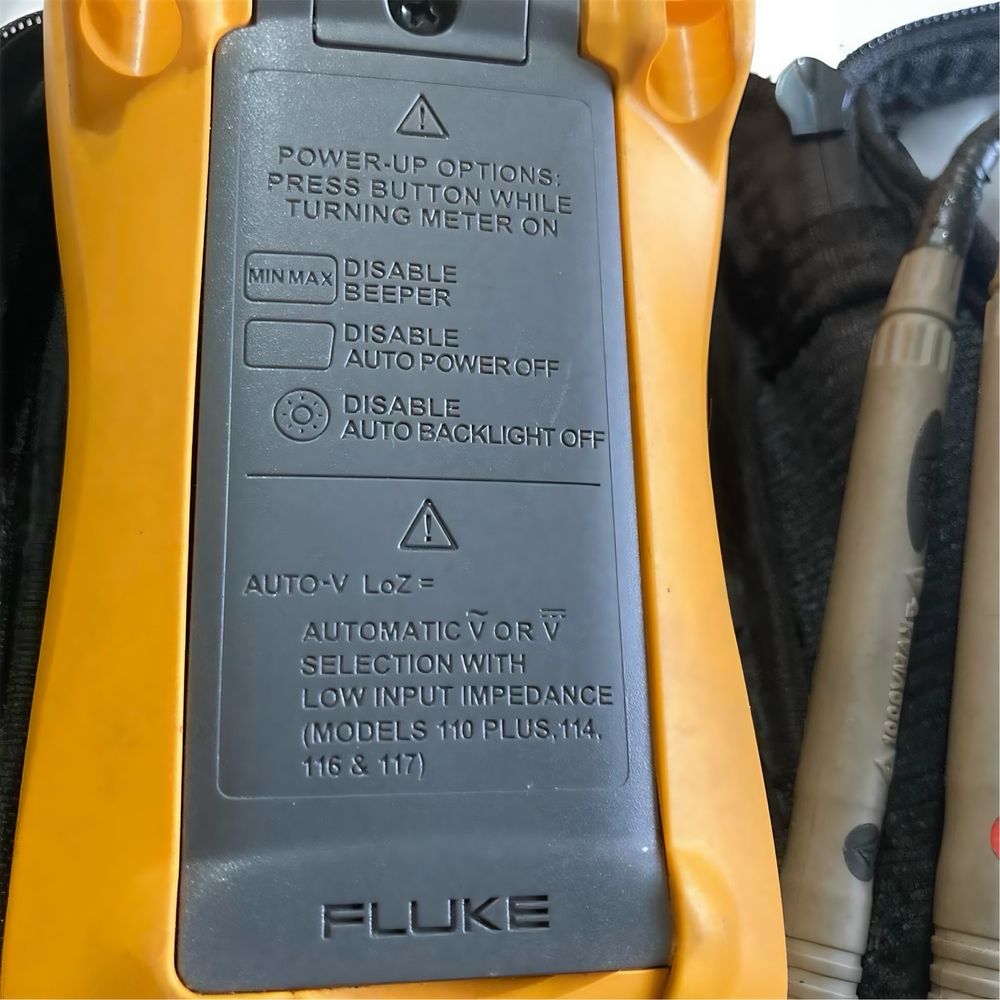 POWER-UP OPTIONS:
PRESS BUTTON WHILE
TURNING METER ON
MIN MAX DISABLE
BEEPER
DISABLE
AUTO POWER OFF
DISABLE
AUTO BACKLIGHT OFF
AUTO-V LoZ =
AUTOMATIC Ṽ OR V⎓
SELECTION WITH
LOW INPUT IMPEDANCE
(MODELS 110 PLUS, 114,
116 & 117)
FLUKE